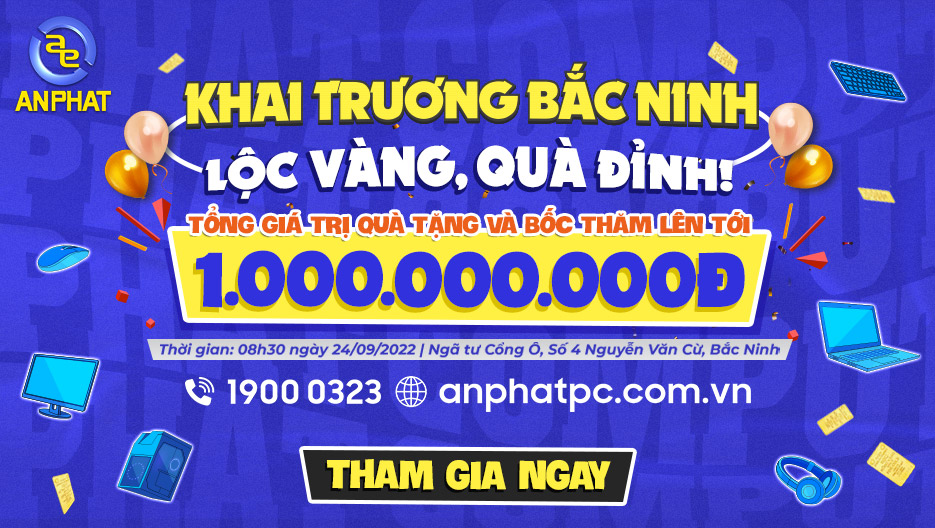 ae
ANPHAT
KHAI TRƯƠNG BẮC NINH
LỘC VÀNG, QUÀ ĐỈNH!
TỔNG GIÁ TRỊ QUÀ TẶNG VÀ BỐC THĂM LÊN TỚI
1.000.000.000Đ
Thời gian: 08h30 ngày 24/09/2022 | Ngã tư Cổng Ô, Số 4 Nguyễn Văn Cừ, Bắc Ninh
1900 0323 anphatpc.com.vn
THAM GIA NGAY